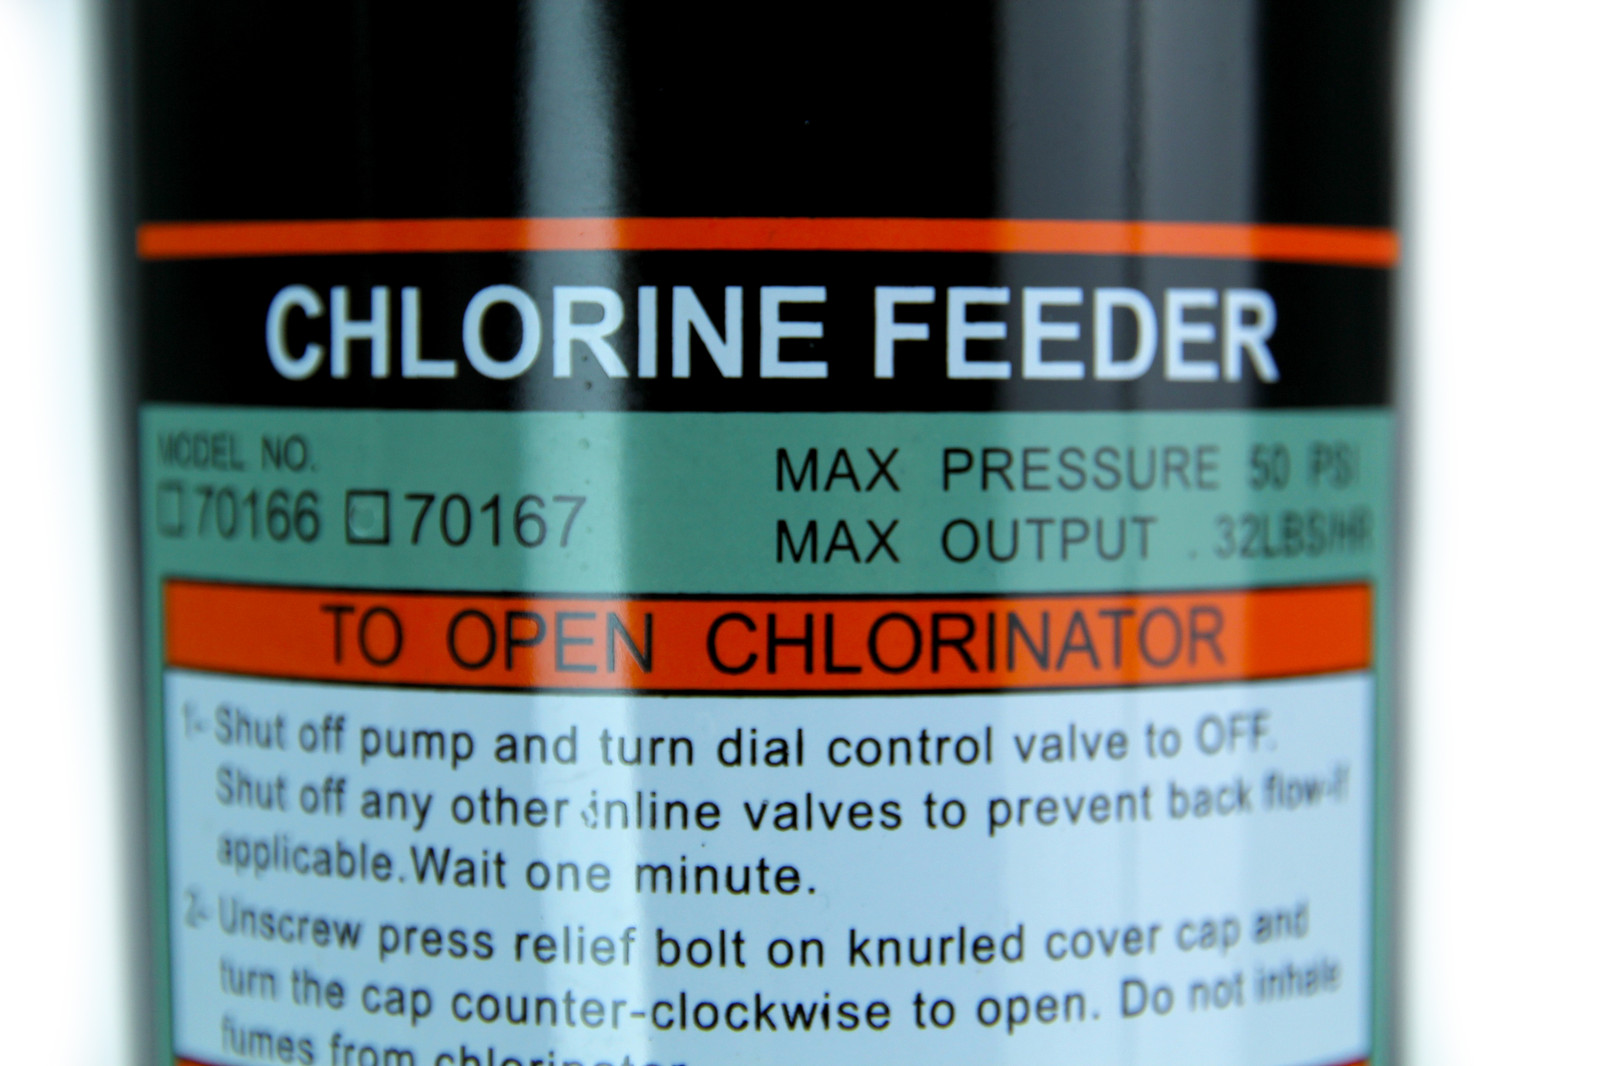 CHLORINE FEEDER
MODEL NO.
□70166 □70167
MAX PRESSURE 50 PSI
MAX OUTPUT .32LBS/HR
TO OPEN CHLORINATOR
1- Shut off pump and turn dial control valve to OFF.
Shut off any other inline valves to prevent back flow-if
applicable.Wait one minute.
2- Unscrew press relief bolt on knurled cover cap and
turn the cap counter-clockwise to open. Do not inhale
fumes from chlorinator